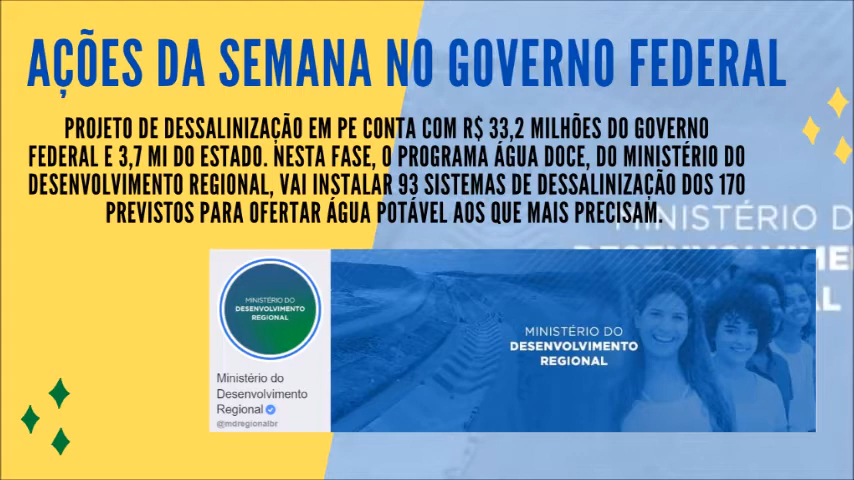 AÇÕES DA SEMANA NO GOVERNO FEDERAL
PROJETO DE DESSALINIZAÇÃO EM PE CONTA COM R$ 33,2 MILHÕES DO GOVERNO
FEDERAL E 3,7 MI DO ESTADO. NESTA FASE, O PROGRAMA ÁGUA DOCE, DO MINISTÉRIO DO
DESENVOLVIMENTO REGIONAL, VAI INSTALAR 93 SISTEMAS DE DESSALINIZAÇÃO DOS 170
PREVISTOS PARA OFERTAR ÁGUA POTÁVEL AOS QUE MAIS PRECISAM.
MINISTÉRIO D
MINISTÉRIO DO
DESENVOLVIMENTO
REGIONAL
Ministério do
Desenvolvimento
Regional
@mdregionalbr
MINISTÉRIO DO
DESENVOLVIMENTO
REGIONAL